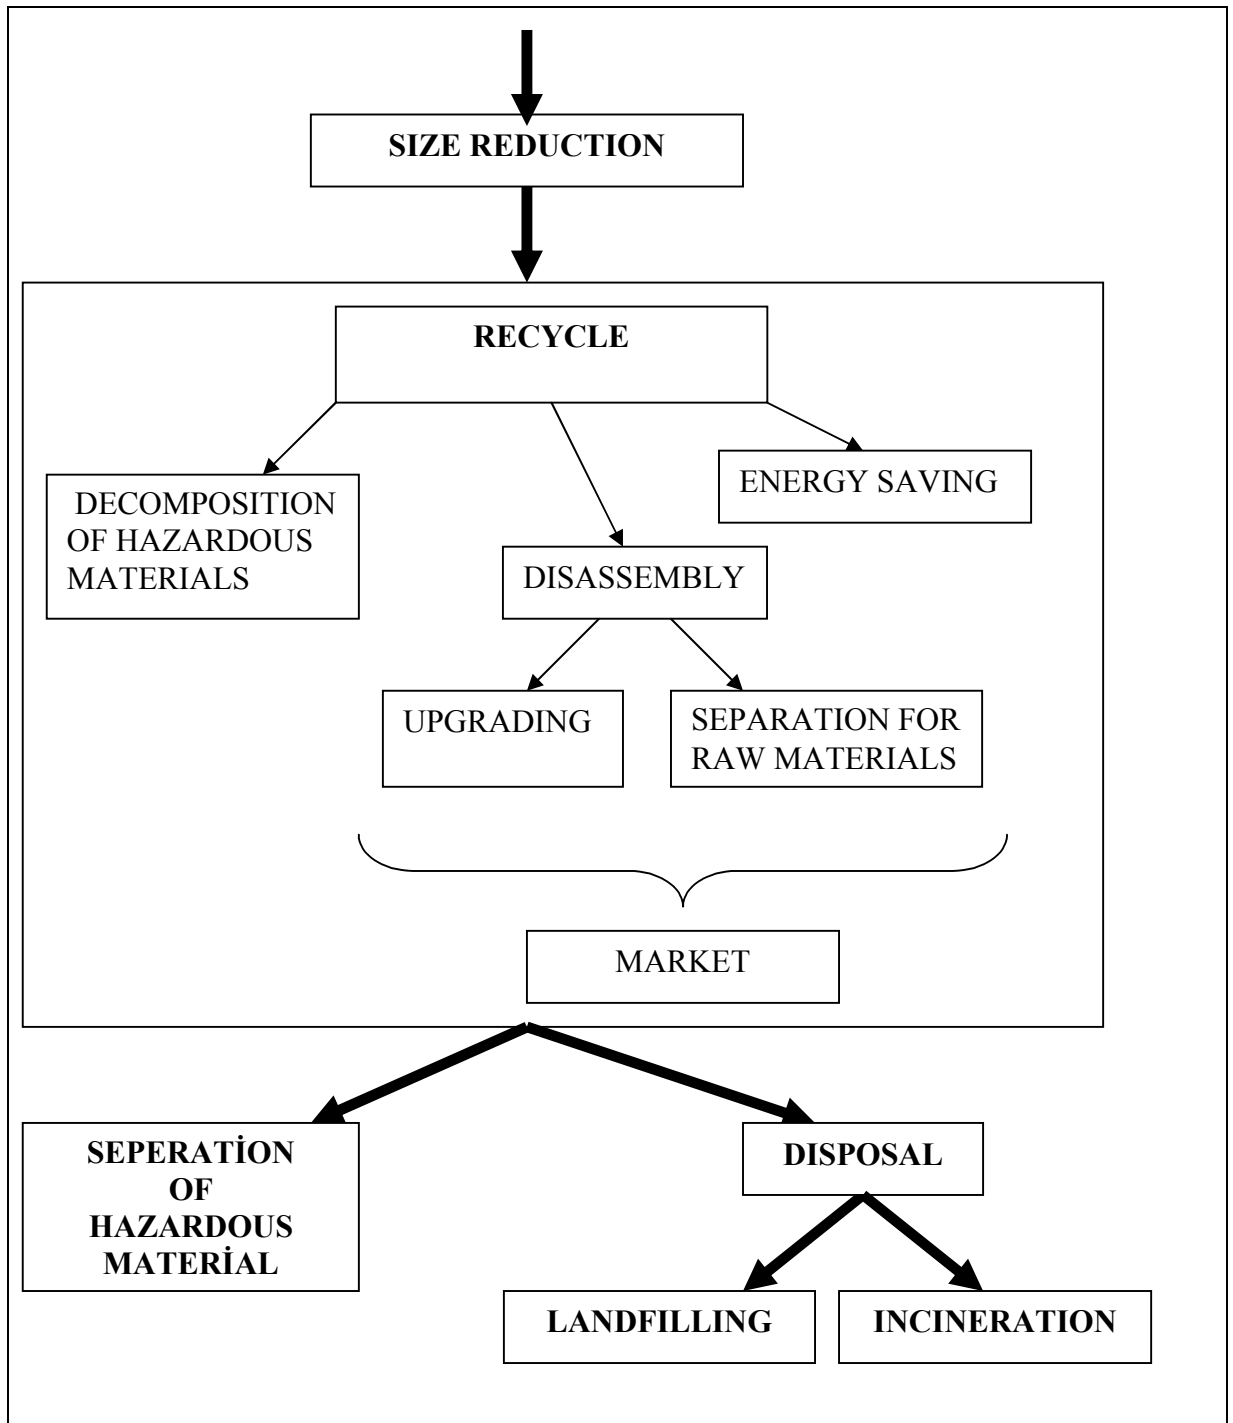 SIZE REDUCTION
RECYCLE
ENERGY SAVING
DECOMPOSITION
OF HAZARDOUS
MATERIALS
DISASSEMBLY
UPGRADING
SEPARATION FOR
RAW MATERIALS
MARKET
SEPERATİON
OF
HAZARDOUS
MATERİAL
DISPOSAL
LANDFILLING
INCINERATION